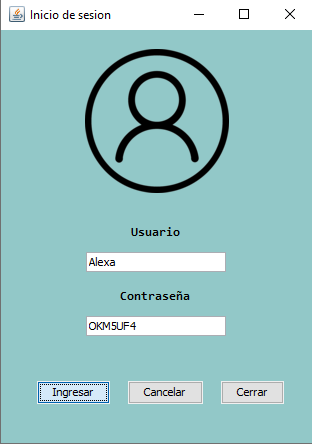 Inicio de sesion
Usuario
Alexa
Contraseña
OKM5UF4
Ingresar Cancelar Cerrar